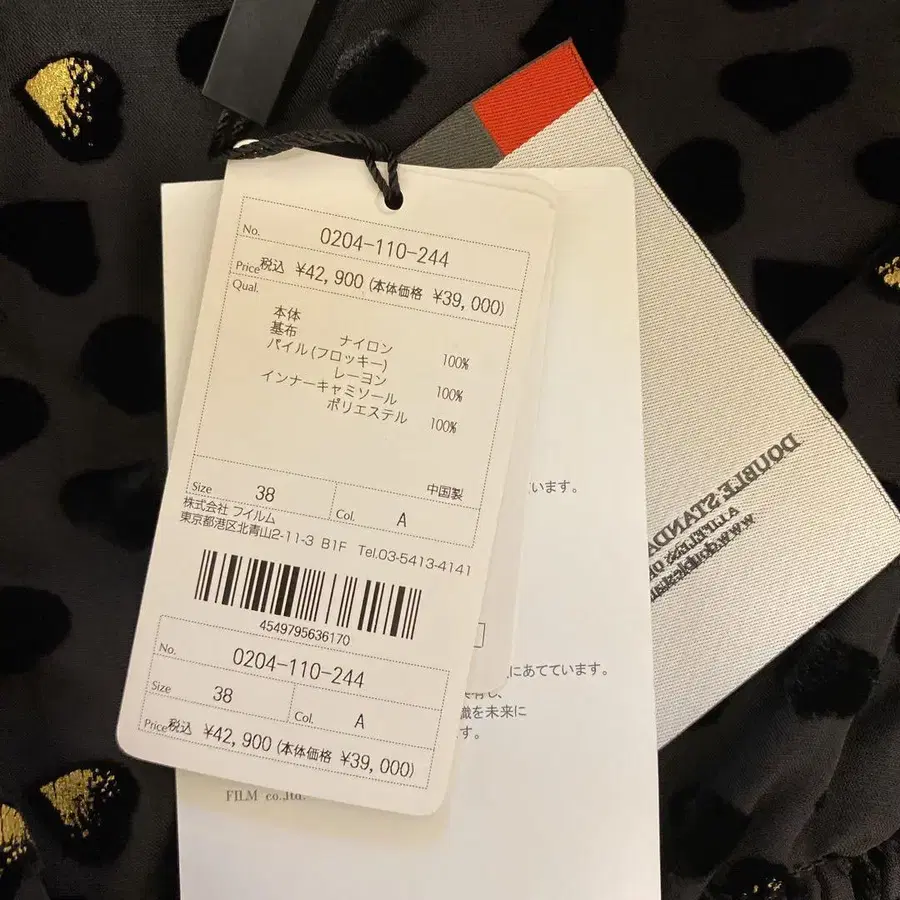 No. 0204-110-244
Price 税込 ¥42,900 (本体価格 ¥39,000)
Qual.
本体
基布
ナイロン 100%
パイル(フロッキー)
レーヨン 100%
インナーキャミソール
ポリエステル 100%
Size 38 中国製
Col. A
株式会社 フイルム
東京都港区北青山2-11-3 B1F Tel.03-5413-4141
4549795636170
No. 0204-110-244
Size 38 Col. A
Price 税込 ¥42,900 (本体価格 ¥39,000)
います。
にあてています。
識を未来に
す。
FILM co.,ltd.
DOUBLE STANDA